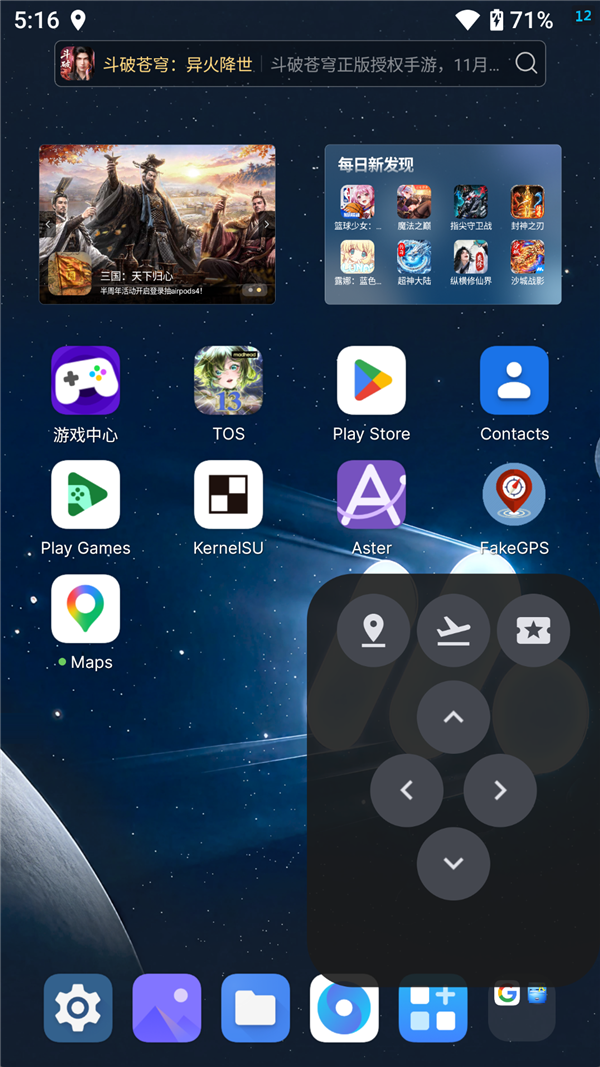 5:16
71%
12
斗破苍穹：异火降世
斗破苍穹正版授权手游，11月...
三国：天下归心
半周年活动开启登录抽airpods4!
每日新发现
篮球少女：...
魔法之巅
指尖守卫战
封神之刃
露娜：蓝色...
超神大陆
纵横修仙界
沙城战影
madhead
13
游戏中心
TOS
Play Store
Contacts
Play Games
KernelSU
Aster
FakeGPS
Maps